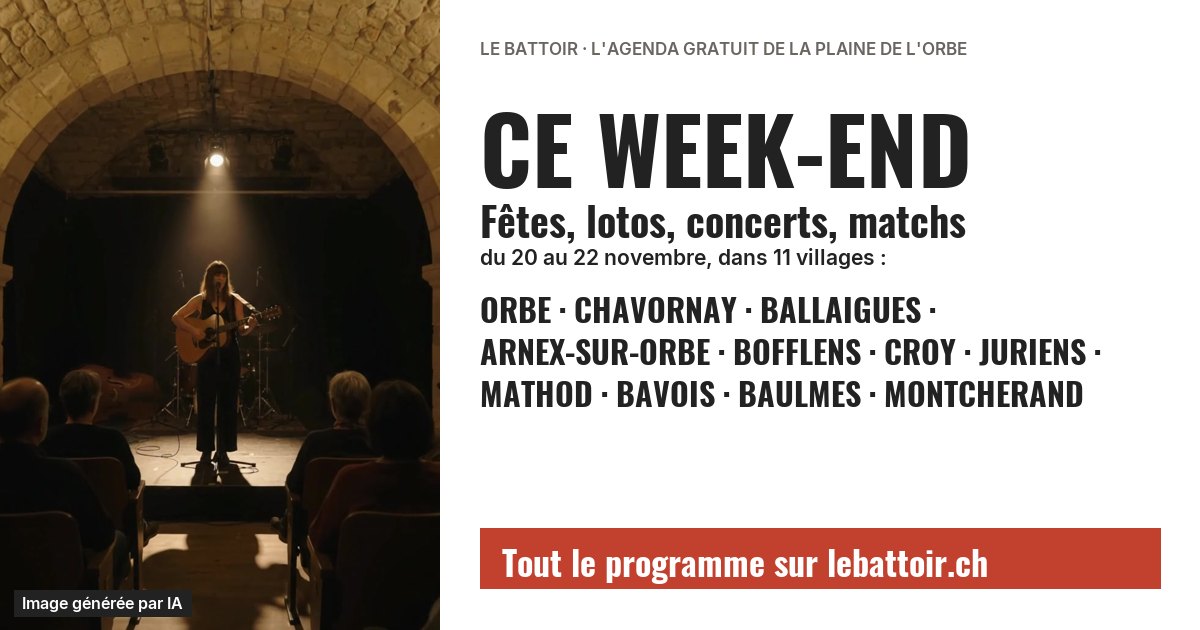 LE BATTOIR · L'AGENDA GRATUIT DE LA PLAINE DE L'ORBE
CE WEEK-END
Fêtes, lotos, concerts, matchs
du 20 au 22 novembre, dans 11 villages :
ORBE · CHAVORNAY · BALLAIGUES ·
ARNEX-SUR-ORBE · BOFFLENS · CROY · JURIENS ·
MATHOD · BAVOIS · BAULMES · MONTCHERAND
Tout le programme sur lebattoir.ch
Image générée par IA